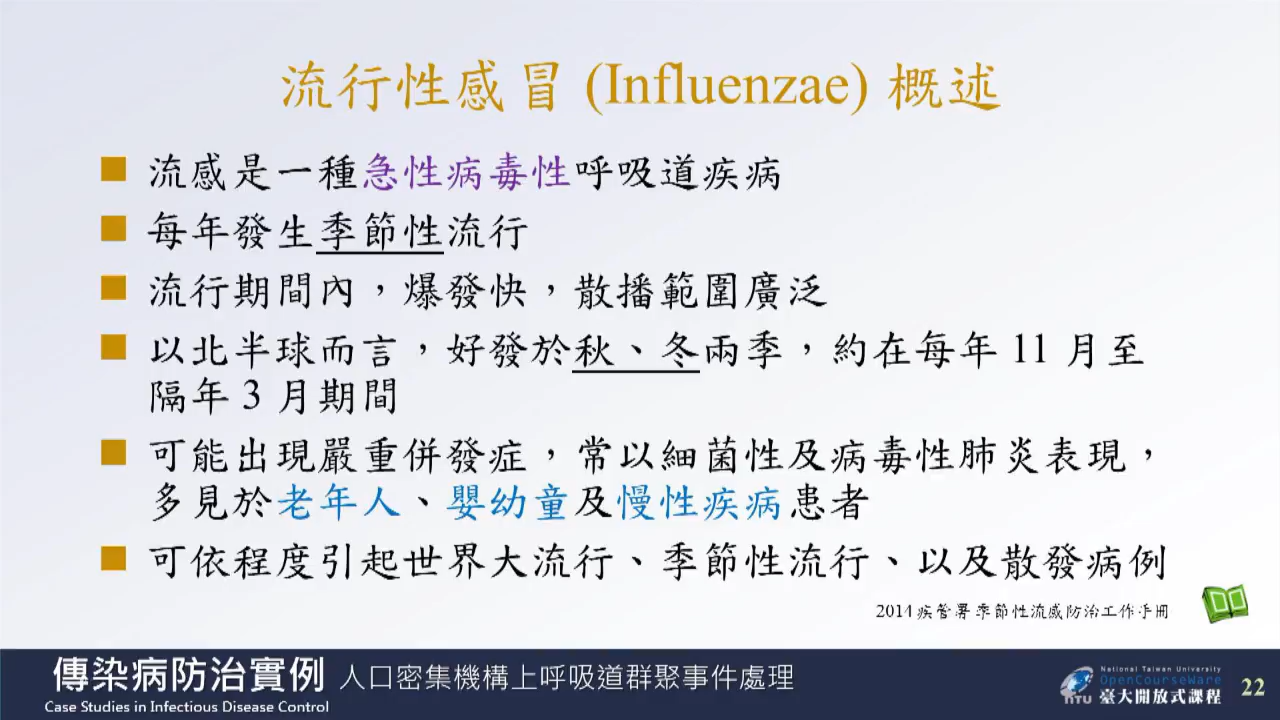 流行性感冒 (Influenzae) 概述
流感是一種急性病毒性呼吸道疾病
每年發生季節性流行
流行期間內，爆發快，散播範圍廣泛
以北半球而言，好發於秋、冬兩季，約在每年 11 月至
隔年 3 月期間
可能出現嚴重併發症，常以細菌性及病毒性肺炎表現，
多見於老年人、嬰幼童及慢性疾病患者
可依程度引起世界大流行、季節性流行、以及散發病例
2014 疾管署 季節性流感防治工作手冊
傳染病防治實例 人口密集機構上呼吸道群聚事件處理
Case Studies in Infectious Disease Control
National Taiwan University
OpenCourseWare
NTU 臺大開放式課程
22